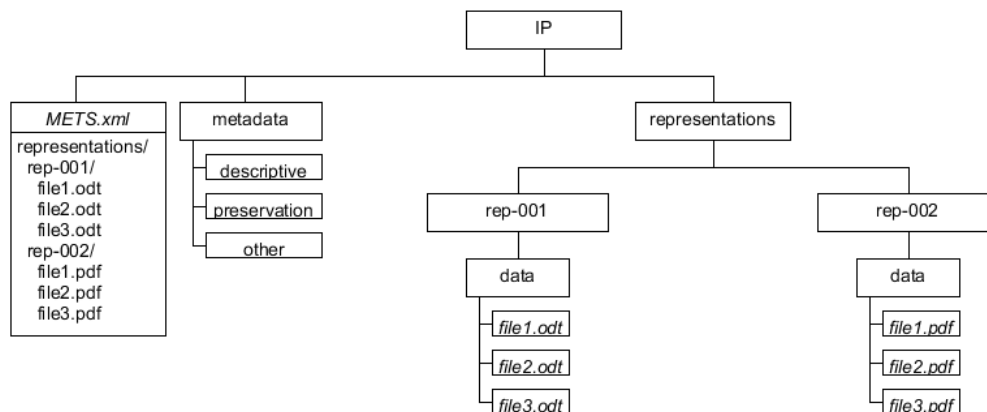 IP
METS.xml
representations/
rep-001/
file1.odt
file2.odt
file3.odt
rep-002/
file1.pdf
file2.pdf
file3.pdf
metadata
descriptive
preservation
other
representations
rep-001
data
file1.odt
file2.odt
file3.odt
rep-002
data
file1.pdf
file2.pdf
file3.pdf